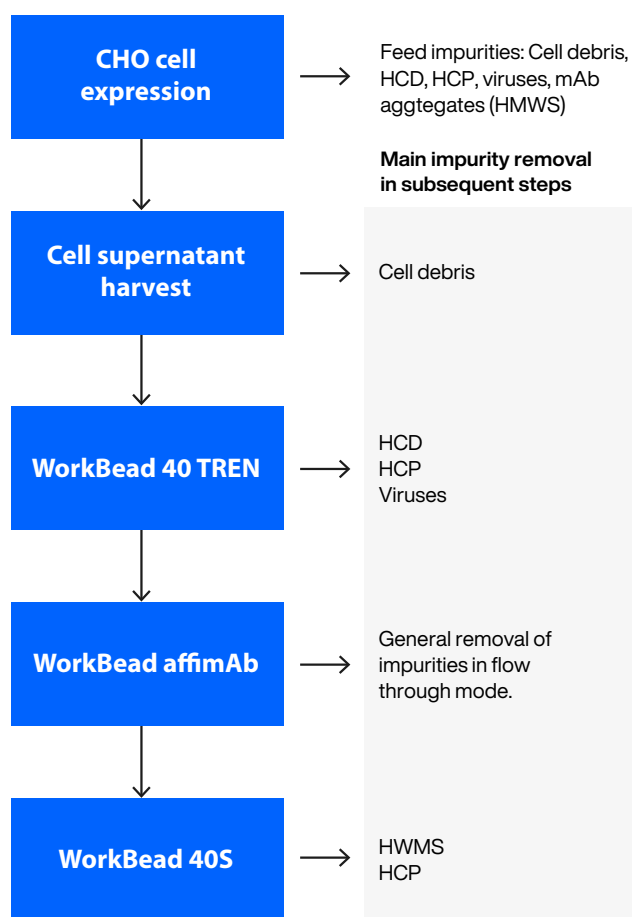 CHO cell
expression
Feed impurities: Cell debris,
HCD, HCP, viruses, mAb
aggtegates (HMWS)
Main impurity removal
in subsequent steps
Cell supernatant
harvest
Cell debris
WorkBead 40 TREN
HCD
HCP
Viruses
WorkBead affimAb
General removal of
impurities in flow
through mode.
WorkBead 40S
HWMS
HCP